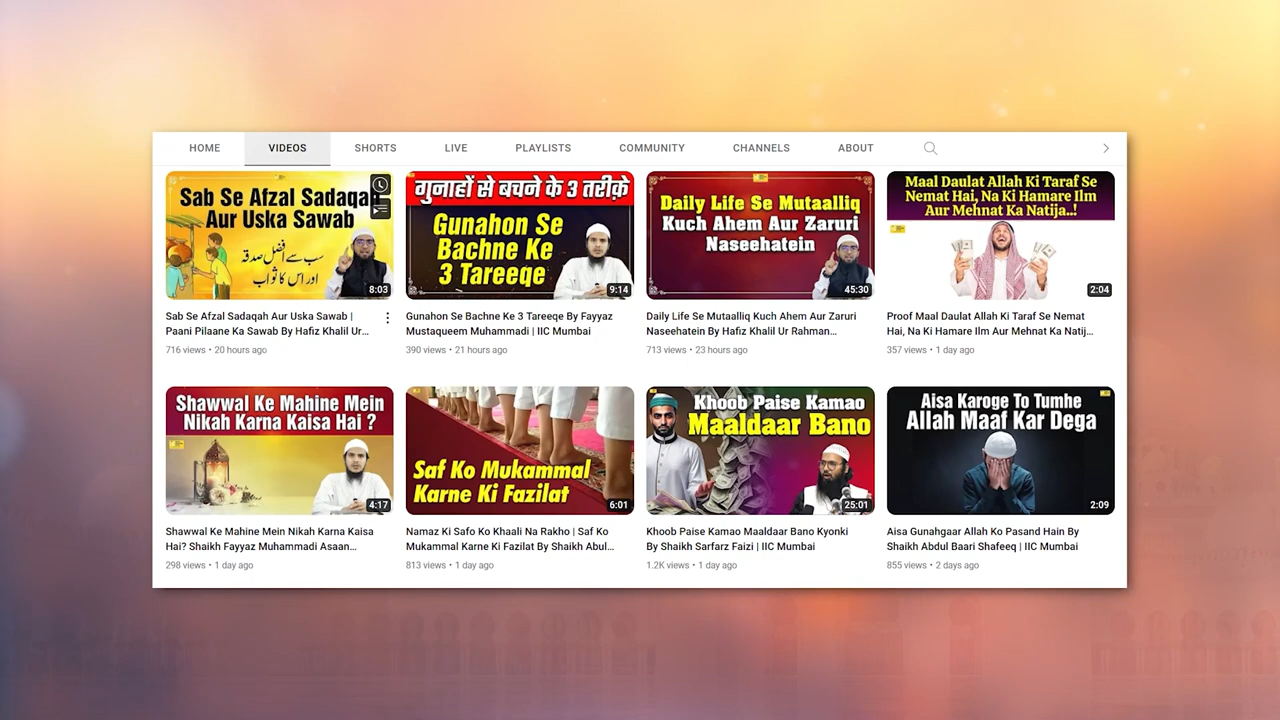 HOME
VIDEOS
SHORTS
LIVE
PLAYLISTS
COMMUNITY
CHANNELS
ABOUT
Sab Se Afzal Sadaqah
Aur Uska Sawab
سب سے افضل صدقہ
اور اس کا ثواب
8:03
गुनाहों से बचने के 3 तरीक़े
Gunahon Se
Bachne Ke
3 Tareeqe
9:14
Daily Life Se Mutaalliq
Kuch Ahem Aur Zaruri
Naseehatein
45:30
Maal Daulat Allah Ki Taraf Se
Nemat Hai, Na Ki Hamare Ilm
Aur Mehnat Ka Natija..!
2:04
Sab Se Afzal Sadaqah Aur Uska Sawab |
Paani Pilaane Ka Sawab By Hafiz Khalil Ur...
716 views • 20 hours ago
Gunahon Se Bachne Ke 3 Tareeqe By Fayyaz
Mustaqueem Muhammadi | IIC Mumbai
390 views • 21 hours ago
Daily Life Se Mutaalliq Kuch Ahem Aur Zaruri
Naseehatein By Hafiz Khalil Ur Rahman...
713 views • 23 hours ago
Proof Maal Daulat Allah Ki Taraf Se Nemat
Hai, Na Ki Hamare Ilm Aur Mehnat Ka Natij...
357 views • 1 day ago
Shawwal Ke Mahine Mein
Nikah Karna Kaisa Hai ?
4:17
Saf Ko Mukammal
Karne Ki Fazilat
6:01
Khoob Paise Kamao
Maaldaar Bano
25:01
Aisa Karoge To Tumhe
Allah Maaf Kar Dega
2:09
Shawwal Ke Mahine Mein Nikah Karna Kaisa
Hai? Shaikh Fayyaz Muhammadi Asaan...
298 views • 1 day ago
Namaz Ki Safo Ko Khaali Na Rakho | Saf Ko
Mukammal Karne Ki Fazilat By Shaikh Abul...
813 views • 1 day ago
Khoob Paise Kamao Maaldaar Bano Kyonki
By Shaikh Sarfarz Faizi | IIC Mumbai
1.2K views • 1 day ago
Aisa Gunahgaar Allah Ko Pasand Hain By
Shaikh Abdul Baari Shafeeq | IIC Mumbai
855 views • 2 days ago